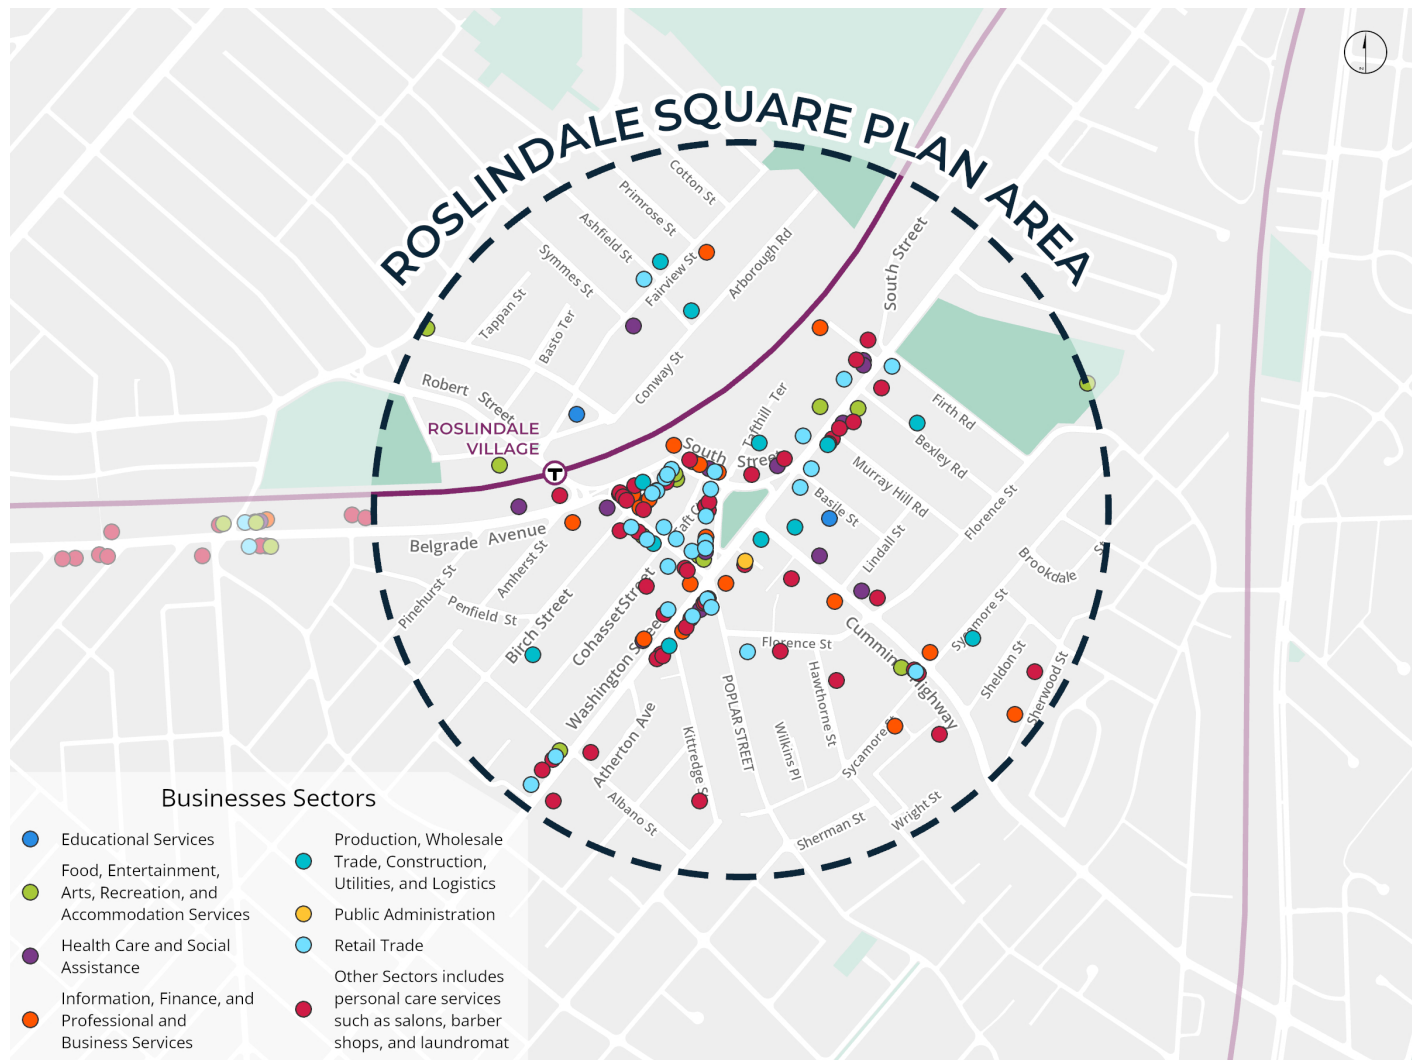 ROSLINDALE SQUARE PLAN AREA
Cotton St
Primrose St
Ashfield St
Symmes St
Fairview St
Arborough Rd
South Street
Tappan St
Basto Ter
Conway St
Robert Street
ROSLINDALE
VILLAGE
T
South Street
Tafthill Ter
Firth Rd
Bexley Rd
Murray Hill Rd
Basile St
Florence St
Lindall St
Brookdale St
Belgrade Avenue
Amherst St
Pinehurst St
Penfield St
Birch Street
Cohasset Street
Washington Street
Florence St
Cummins Highway
Sycamore St
Sheldon St
Sherwood St
Hawthorne St
POPLAR STREET
Wilkins Pl
Sycamore St
Kittredge St
Atherton Ave
Albano St
Sherman St
Wright St
Businesses Sectors
Educational Services
Food, Entertainment,
Arts, Recreation, and
Accommodation Services
Health Care and Social
Assistance
Information, Finance, and
Professional and
Business Services
Production, Wholesale
Trade, Construction,
Utilities, and Logistics
Public Administration
Retail Trade
Other Sectors includes
personal care services
such as salons, barber
shops, and laundromat